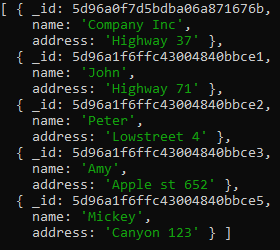 [ { _id: 5d96a0f7d5bdba06a871676b,
name: 'Company Inc',
address: 'Highway 37' },
{ _id: 5d96a1f6ffc43004840bbce1,
name: 'John',
address: 'Highway 71' },
{ _id: 5d96a1f6ffc43004840bbce2,
name: 'Peter',
address: 'Lowstreet 4' },
{ _id: 5d96a1f6ffc43004840bbce3,
name: 'Amy',
address: 'Apple st 652' },
{ _id: 5d96a1f6ffc43004840bbce5,
name: 'Mickey',
address: 'Canyon 123' } ]